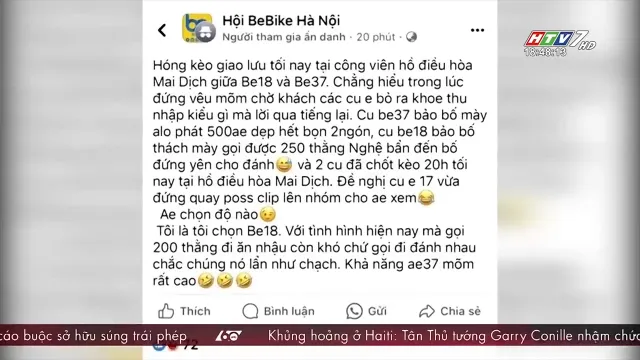 Hội BeBike Hà Nội
Người tham gia ẩn danh · 20 phút ·
HTV7 HD
18:48:13
Hóng kèo giao lưu tối nay tại công viên hồ điều hòa
Mai Dịch giữa Be18 và Be37. Chẳng hiểu trong lúc
đứng vêu mõm chờ khách các cu e bỏ ra khoe thu
nhập kiểu gì mà lời qua tiếng lại. Cu be37 bảo bố mày
alo phát 500ae dẹp hết bọn 2ngón, cu be18 bảo bố
thách mày gọi được 250 thằng Nghệ bẩn đến bố
đứng yên cho đánh😅 và 2 cu đã chốt kèo 20h tối
nay tại hồ điều hòa Mai Dịch. Đề nghị cu e 17 vừa
đứng quay poss clip lên nhóm cho ae xem😂
Ae chọn độ nào😉
Tôi là tôi chọn Be18. Với tình hình hiện nay mà gọi
200 thằng đi ăn nhậu còn khó chứ gọi đi đánh nhau
chắc chúng nó lẩn như chạch. Khả năng ae37 mõm
rất cao🤣🤣🤣
Thích Bình luận Gửi Chia sẻ
cáo buộc sở hữu súng trái phép 60 Khủng hoảng ở Haiti: Tân Thủ tướng Garry Conille nhậm chức
72